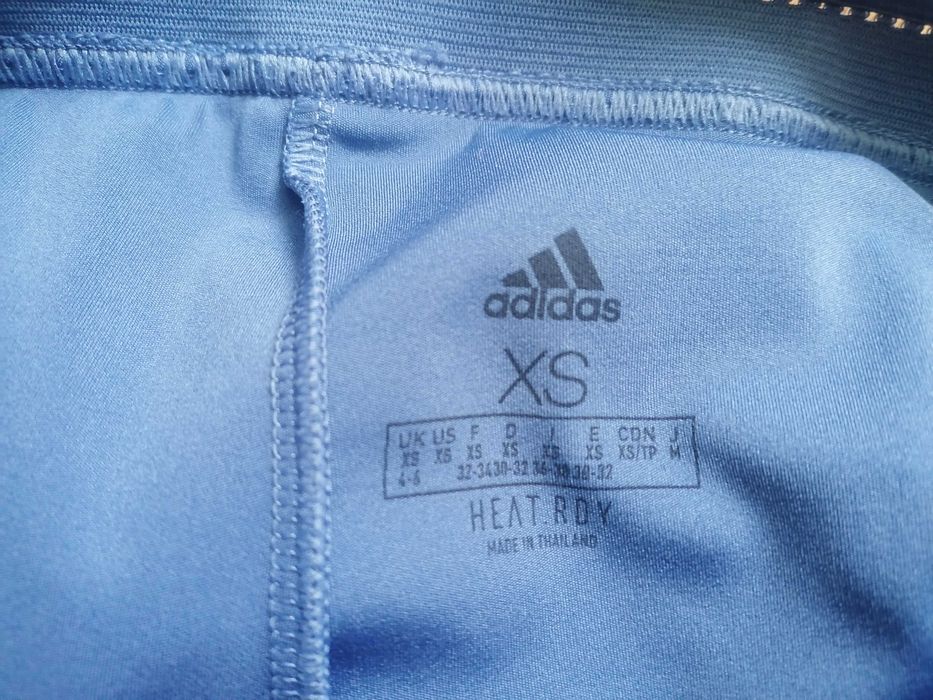 adidas
XS
UK US F D I E CDN J
XS XS XS XS XS XS XS/TP M
4-6 32-34 30-32 36-38 30-32
HEAT.RDY
MADE IN THAILAND